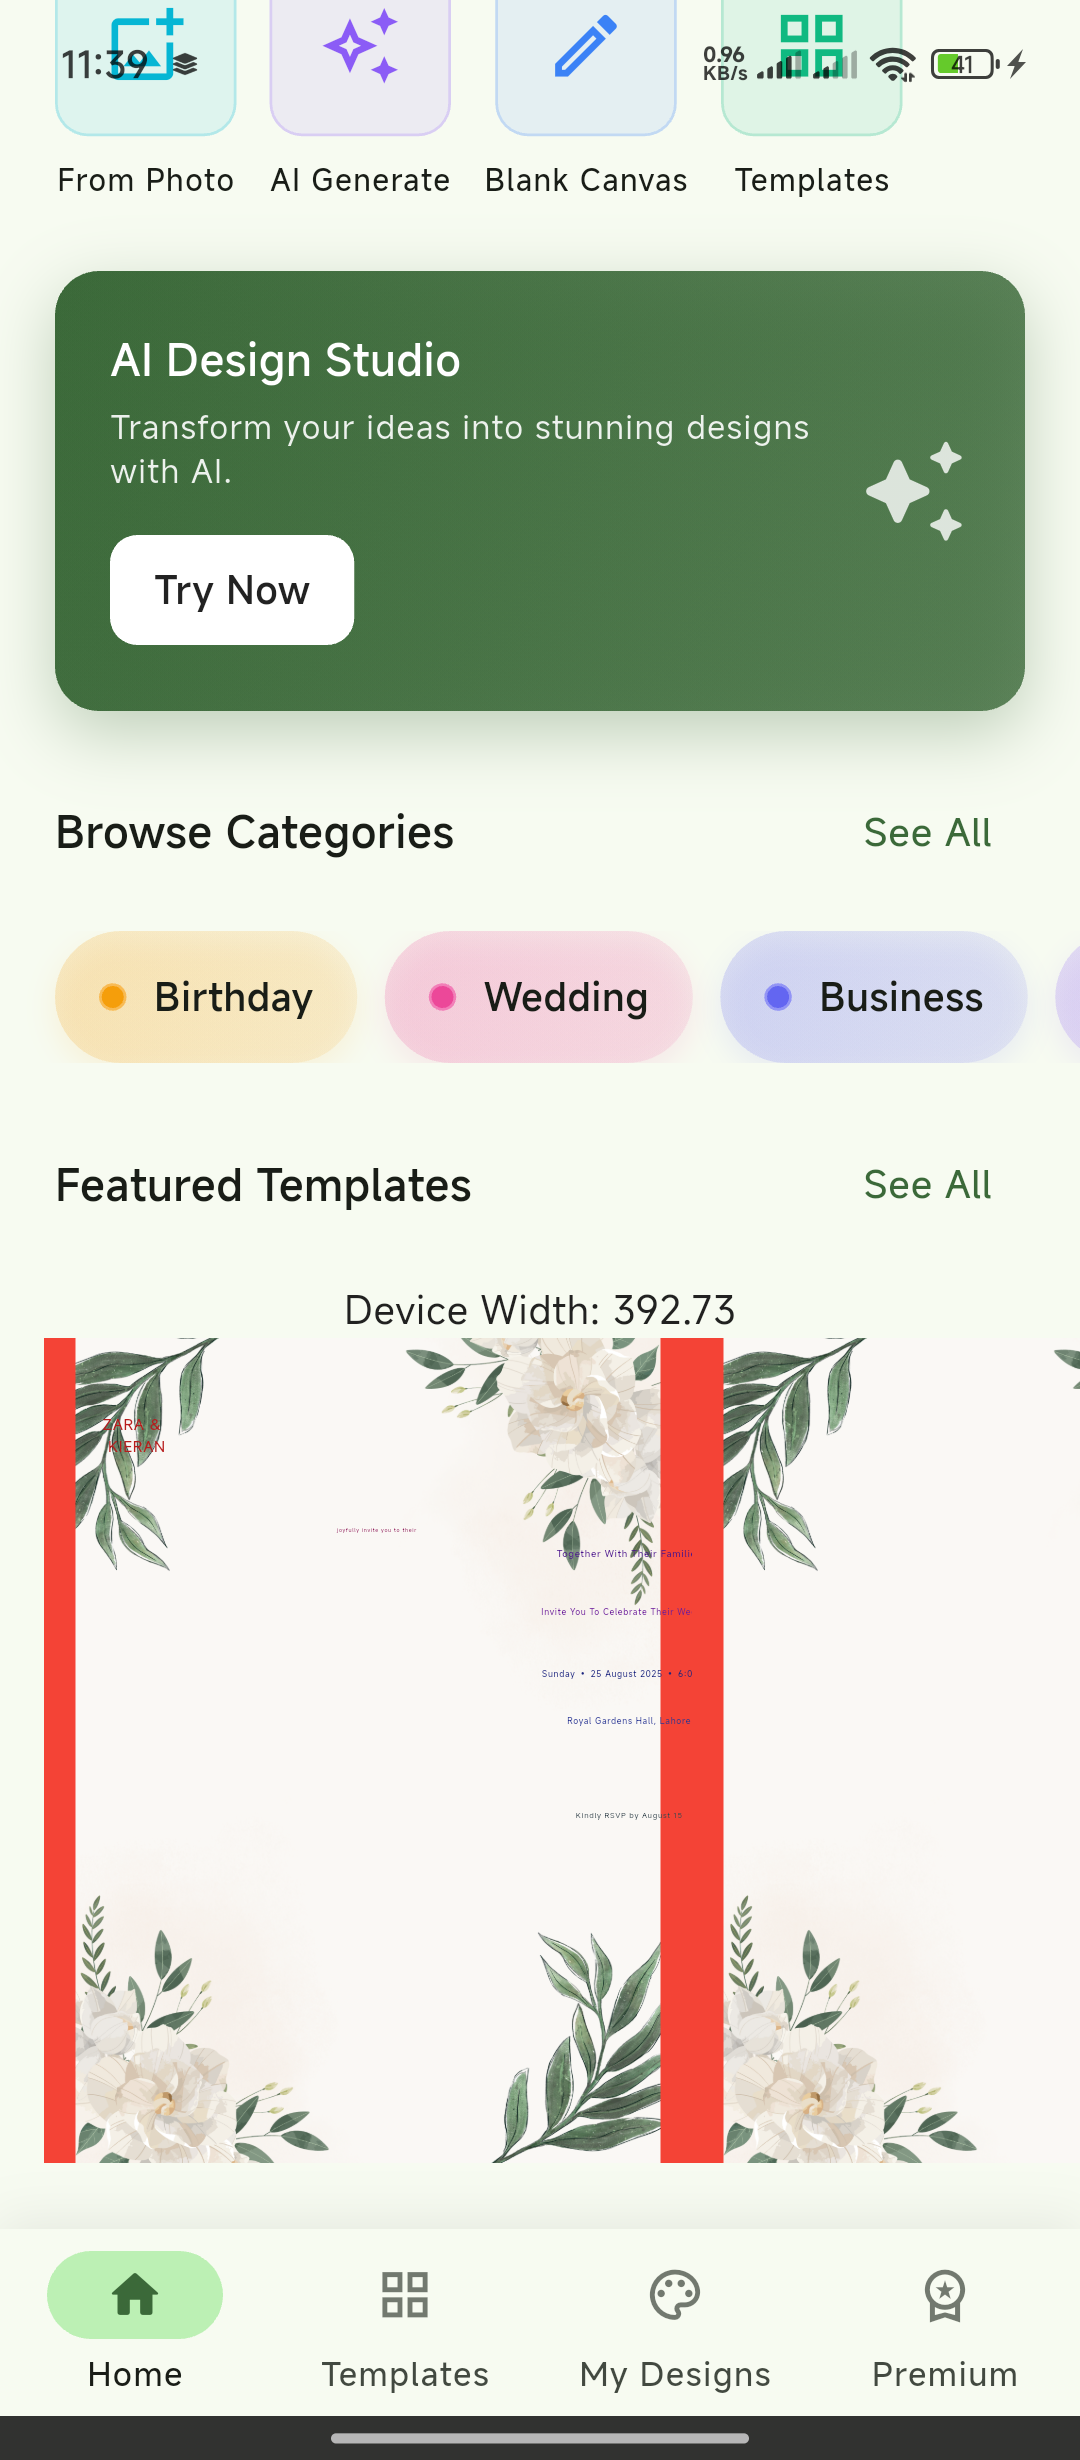 11:39
0.96
KB/s
41
From Photo
AI Generate
Blank Canvas
Templates
AI Design Studio
Transform your ideas into stunning designs
with AI.
Try Now
Browse Categories
See All
Birthday
Wedding
Business
Featured Templates
See All
Device Width: 392.73
ZARA &
KIERAN
joyfully invite you to their
Together With Their Famili
Invite You To Celebrate Their We
Sunday • 25 August 2025 • 6:0
Royal Gardens Hall, Lahore
Kindly RSVP by August 15
Home
Templates
My Designs
Premium